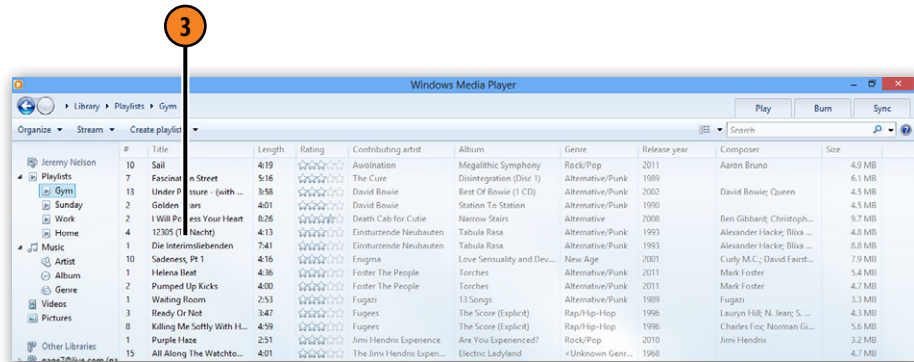 3
Windows Media Player
Library Playlists Gym
Play Burn Sync
Organize Stream Create playlist Search
# Title Length Rating Contributing artist Album Genre Release year Composer Size
Jeremy Nelson
Playlists
Gym
Sunday
Work
Home
Music
Artist
Album
Genre
Videos
Pictures
Other Libraries
10 Sail 4:19 Awolnation Megalithic Symphony Rock/Pop 2011 Aaron Bruno 4.9 MB
7 Street 5:16 The Cure Disintegration (Disc 1) Alternative/Punk 1989 6.1 MB
13 Under - (with ... 3:58 David Bowie Best Of Bowie (1 CD) Alternative/Punk 2002 David Bowie; Queen 4.5 MB
2 Golden 4:01 David Bowie Station To Station Alternative/Punk 1990 4.5 MB
2 I Will Your Heart 8:26 Death Cab for Cutie Narrow Stairs Alternative 2008 Ben Gibbard; Christoph... 9.7 MB
4 12305 Nacht) 4:13 Einsturzende Neubauten Tabula Rasa Alternative/Punk 1993 Alexander Hacke; Blixa ... 4.8 MB
1 Die Interimsliebenden 7:41 Einsturzende Neubauten Tabula Rasa Alternative/Punk 1993 Alexander Hacke; Blixa ... 8.8 MB
10 Sadeness, Pt 1 4:16 Enigma Love Sensuality and Dev... New Age 2001 Curly M.C.; David Fairst... 7.9 MB
1 Helena Beat 4:36 Foster The People Torches Alternative/Punk 2011 Mark Foster 5.4 MB
2 Pumped Up Kicks 4:00 Foster The People Torches Alternative/Punk 2011 Mark Foster 4.7 MB
1 Waiting Room 2:53 Fugazi 13 Songs Alternative/Punk 1989 Fugazi 3.3 MB
3 Ready Or Not 3:47 Fugees The Score (Explicit) Rap/Hip-Hop 1996 Lauryn Hill; N. Jean; S. ... 4.3 MB
8 Killing Me Softly With H... 4:59 Fugees The Score (Explicit) Rap/Hip-Hop 1996 Charles Fox; Norman Gi... 5.6 MB
1 Purple Haze 2:51 Jimi Hendrix Experience Are You Experienced? Rock/Pop 2010 Jimi Hendrix 3.2 MB
15 All Along The Watchto... 4:01 The Jimi Hendrix Experi... Electric Ladyland <Unknown Genr... 1968 4.7 MB